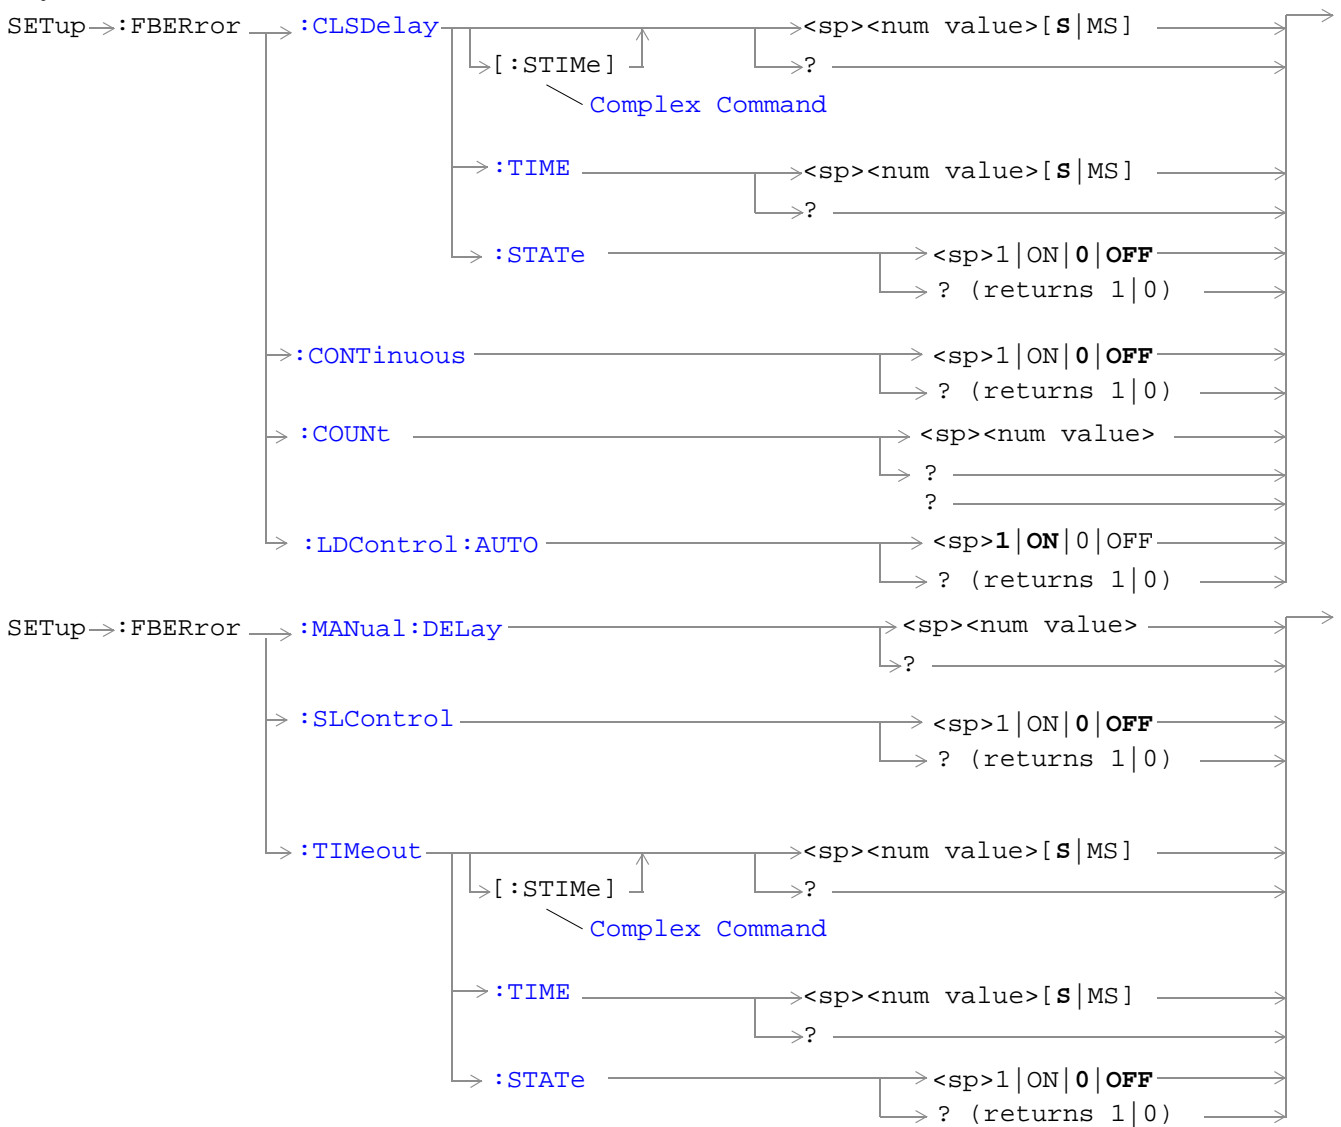 SETup :FBERror :CLSDelay <sp><num value>[S|MS]
[:STIMe] ?
Complex Command
:TIME <sp><num value>[S|MS]
?
:STATe <sp>1|ON|0|OFF
? (returns 1|0)
:CONTinuous <sp>1|ON|0|OFF
? (returns 1|0)
:COUNt <sp><num value>
?
?
:LDControl:AUTO <sp>1|ON|0|OFF
? (returns 1|0)
SETup :FBERror :MANual:DELay <sp><num value>
?
:SLControl <sp>1|ON|0|OFF
? (returns 1|0)
:TIMeout <sp><num value>[S|MS]
[:STIMe] ?
Complex Command
:TIME <sp><num value>[S|MS]
?
:STATe <sp>1|ON|0|OFF
? (returns 1|0)